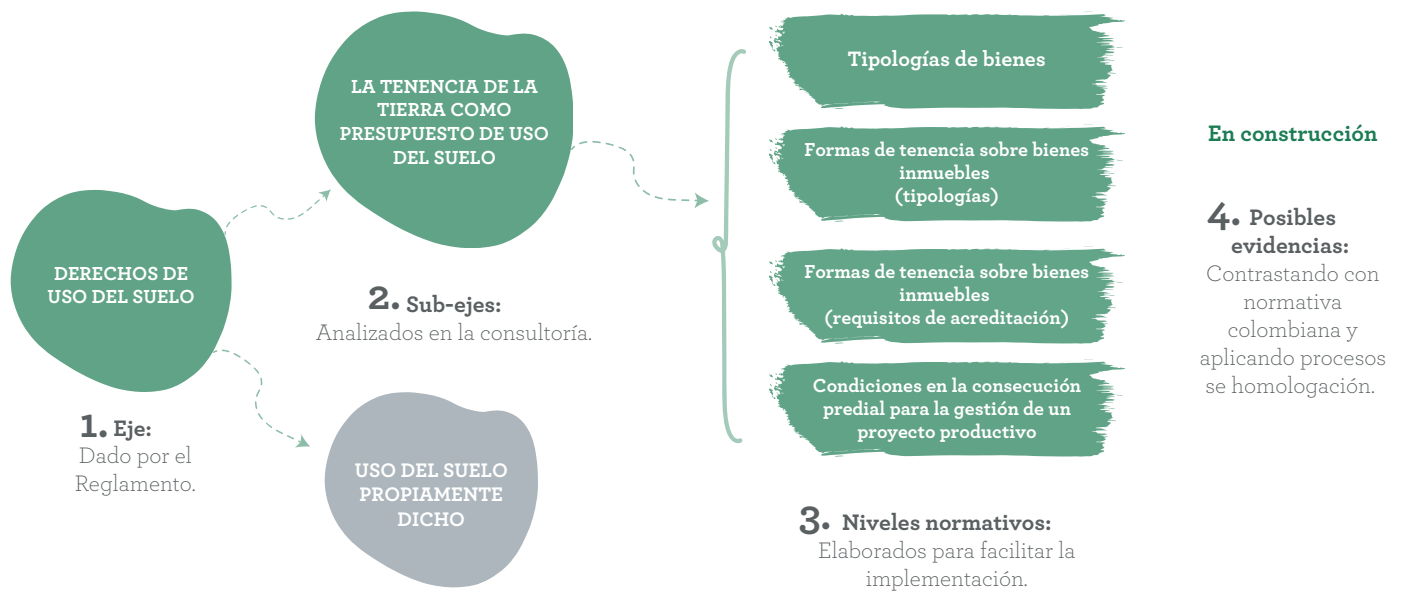 DERECHOS DE
USO DEL SUELO
1. Eje:
Dado por el
Reglamento.
LA TENENCIA DE LA
TIERRA COMO
PRESUPUESTO DE USO
DEL SUELO
2. Sub-ejes:
Analizados en la consultoría.
USO DEL SUELO
PROPIAMENTE
DICHO
Tipologías de bienes
Formas de tenencia sobre bienes
inmuebles
(tipologías)
Formas de tenencia sobre bienes
inmuebles
(requisitos de acreditación)
Condiciones en la consecución
predial para la gestión de un
proyecto productivo
3. Niveles normativos:
Elaborados para facilitar la
implementación.
En construcción
4. Posibles
evidencias:
Contrastando con
normativa
colombiana y
aplicando procesos
se homologación.